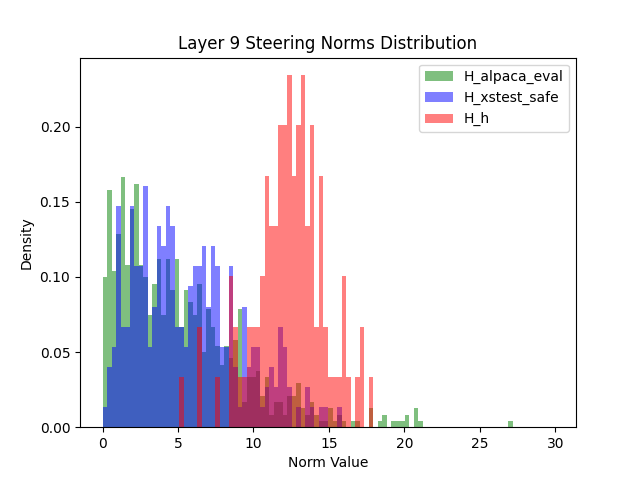 Layer 9 Steering Norms Distribution
H_alpaca_eval
H_xstest_safe
H_h
Density
0.20
0.15
0.10
0.05
0.00
0 5 10 15 20 25 30
Norm Value